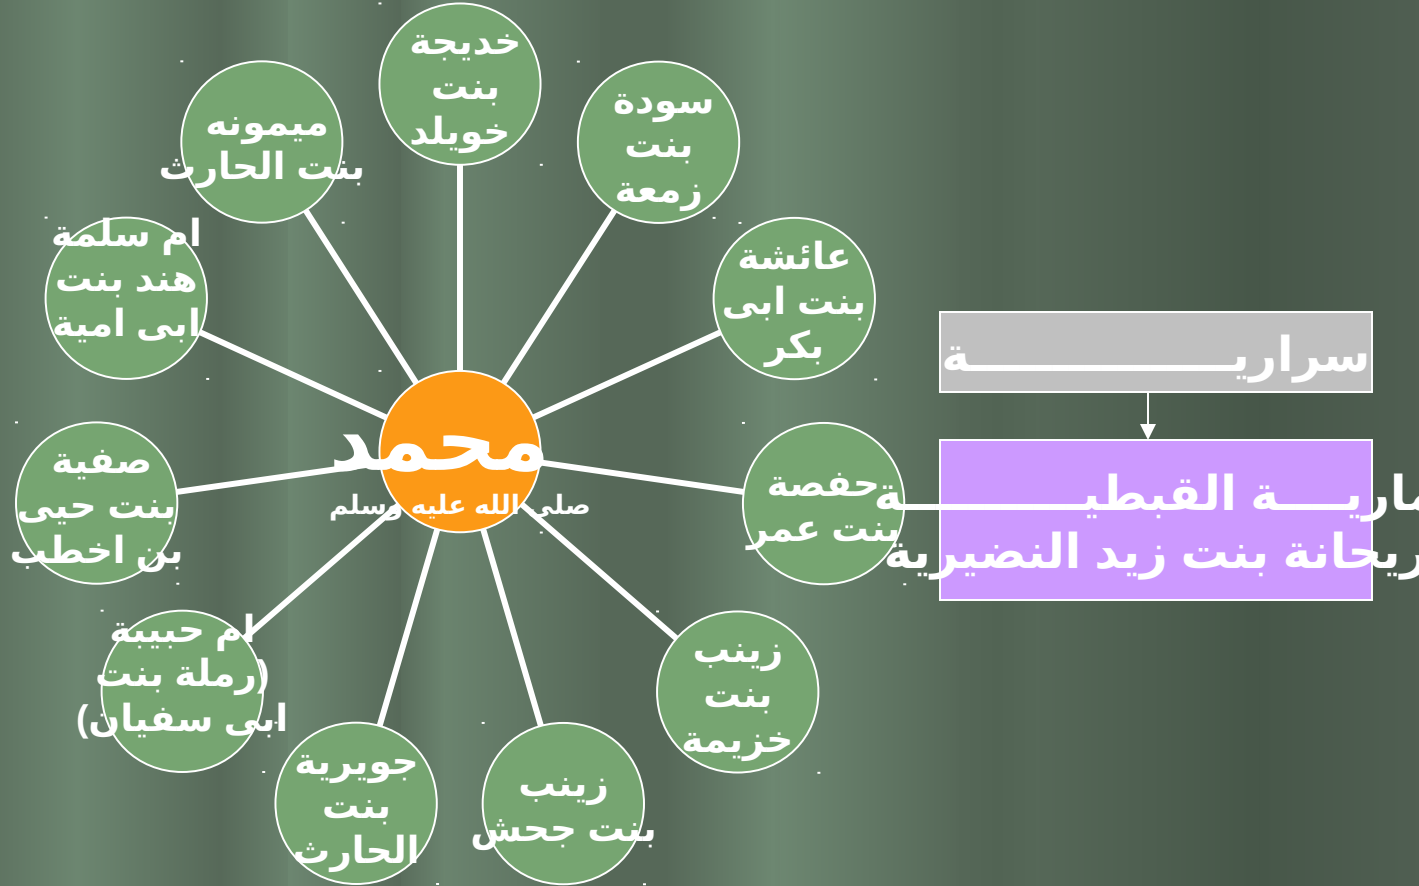 خديجة
بنت
خويلد
سودة
بنت
زمعة
عائشة
بنت ابى
بكر
حفصة
بنت عمر
زينب
بنت
خزيمة
زينب
بنت جحش
جويرية
بنت
الحارث
ام حبيبة
(رملة بنت
ابى سفيان)
صفية
بنت حيى
بن اخطب
ام سلمة
هند بنت
ابى امية
ميمونه
بنت الحارث
محمد
صلى الله عليه وسلم
سراريـــــــــــــــة
ماريــــة القبطيـــــــــــة
ريحانة بنت زيد النضيرية